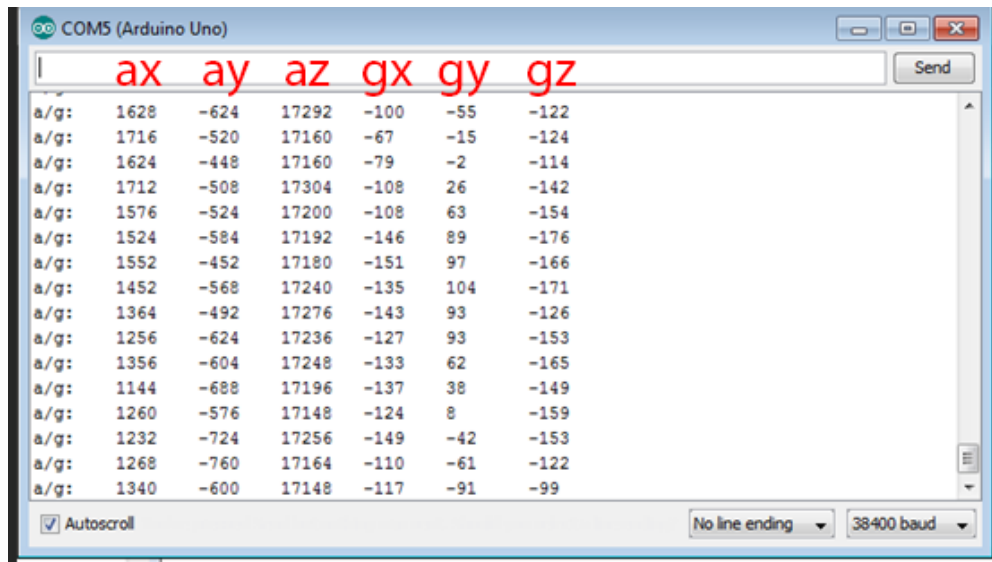 COM5 (Arduino Uno)
Send
ax ay az gx gy gz
a/g: 1628 -624 17292 -100 -55 -122
a/g: 1716 -520 17160 -67 -15 -124
a/g: 1624 -448 17160 -79 -2 -114
a/g: 1712 -508 17304 -108 26 -142
a/g: 1576 -524 17200 -108 63 -154
a/g: 1524 -584 17192 -146 89 -176
a/g: 1552 -452 17180 -151 97 -166
a/g: 1452 -568 17240 -135 104 -171
a/g: 1364 -492 17276 -143 93 -126
a/g: 1256 -624 17236 -127 93 -153
a/g: 1356 -604 17248 -133 62 -165
a/g: 1144 -688 17196 -137 38 -149
a/g: 1260 -576 17148 -124 8 -159
a/g: 1232 -724 17256 -149 -42 -153
a/g: 1268 -760 17164 -110 -61 -122
a/g: 1340 -600 17148 -117 -91 -99
Autoscroll
No line ending
38400 baud